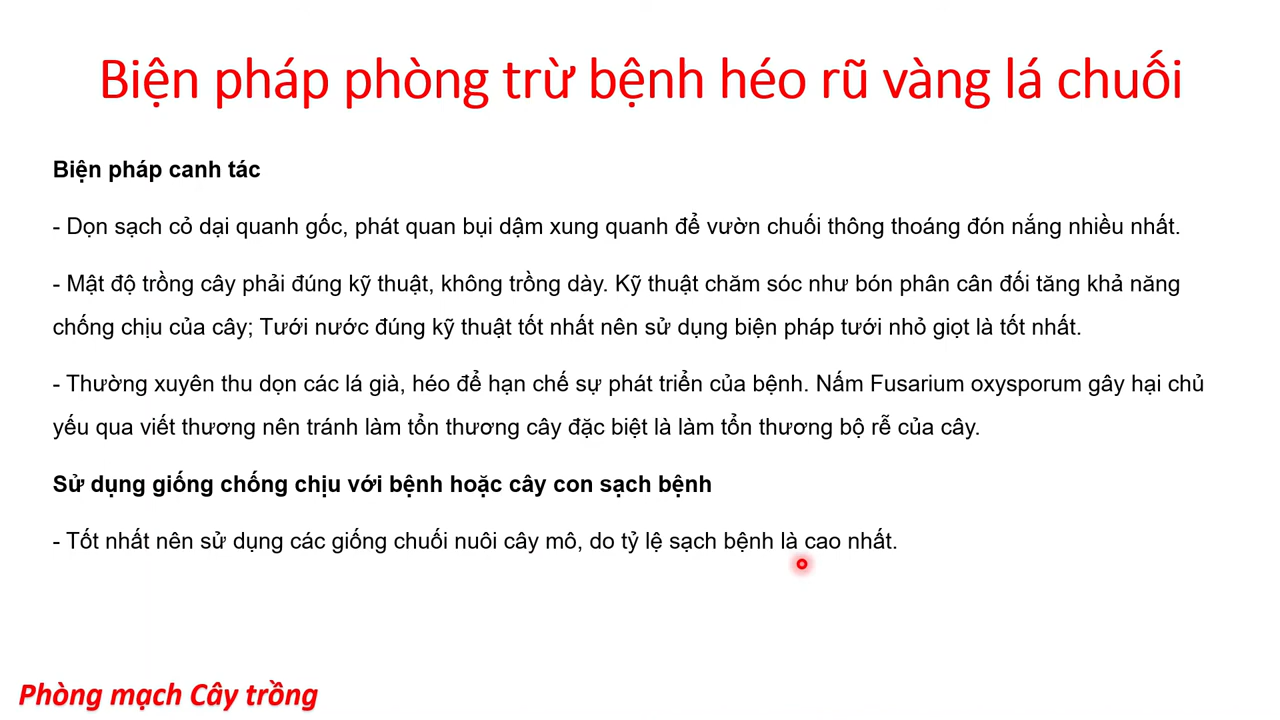 Biện pháp phòng trừ bệnh héo rũ vàng lá chuối
Biện pháp canh tác
- Dọn sạch cỏ dại quanh gốc, phát quan bụi dậm xung quanh để vườn chuối thông thoáng đón nắng nhiều nhất.
- Mật độ trồng cây phải đúng kỹ thuật, không trồng dày. Kỹ thuật chăm sóc như bón phân cân đối tăng khả năng
chống chịu của cây; Tưới nước đúng kỹ thuật tốt nhất nên sử dụng biện pháp tưới nhỏ giọt là tốt nhất.
- Thường xuyên thu dọn các lá già, héo để hạn chế sự phát triển của bệnh. Nấm Fusarium oxysporum gây hại chủ
yếu qua viết thương nên tránh làm tổn thương cây đặc biệt là làm tổn thương bộ rễ của cây.
Sử dụng giống chống chịu với bệnh hoặc cây con sạch bệnh
- Tốt nhất nên sử dụng các giống chuối nuôi cây mô, do tỷ lệ sạch bệnh là cao nhất.
Phòng mạch Cây trồng